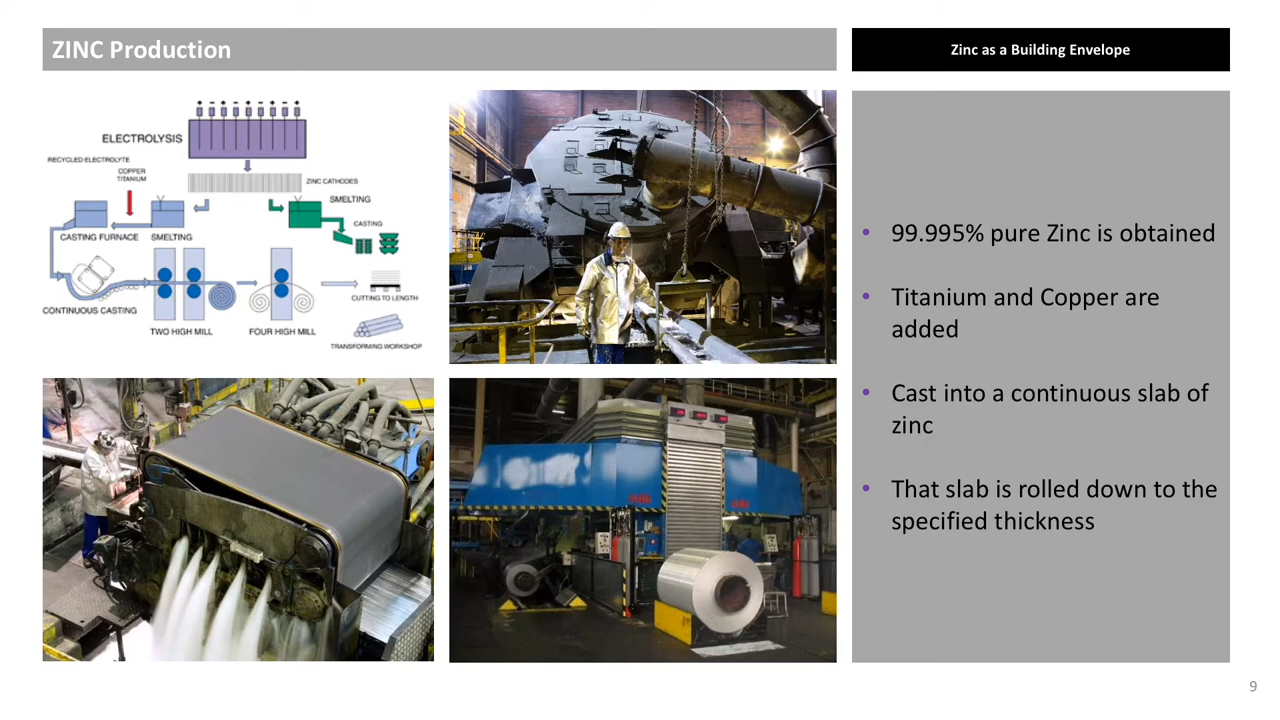 ZINC Production
Zinc as a Building Envelope
ELECTROLYSIS
RECYCLED ELECTROLYTE
COPPER
TITANIUM
ZINC CATHODES
SMELTING
CASTING
CASTING FURNACE
SMELTING
CONTINUOUS CASTING
TWO HIGH MILL
FOUR HIGH MILL
CUTTING TO LENGTH
TRANSFORMING WORKSHOP
• 99.995% pure Zinc is obtained
• Titanium and Copper are
added
• Cast into a continuous slab of
zinc
• That slab is rolled down to the
specified thickness
9